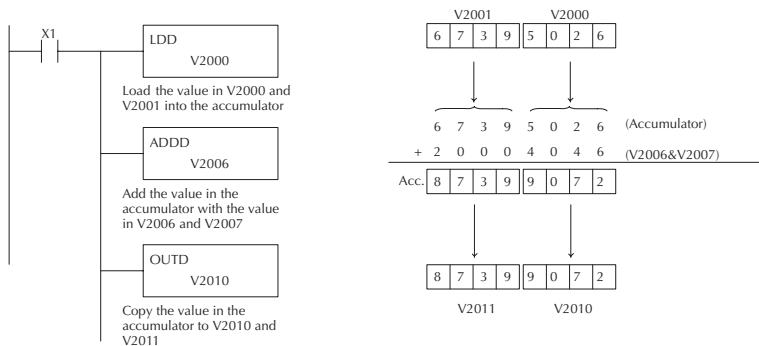 X1
LDD
V2000
Load the value in V2000 and
V2001 into the accumulator
ADDD
V2006
Add the value in the
accumulator with the value
in V2006 and V2007
OUTD
V2010
Copy the value in the
accumulator to V2010 and
V2011
V2001 V2000
6 7 3 9 5 0 2 6
6 7 3 9 5 0 2 6 (Accumulator)
+ 2 0 0 0 4 0 4 6 (V2006&V2007)
Acc. 8 7 3 9 9 0 7 2
8 7 3 9 9 0 7 2
V2011 V2010